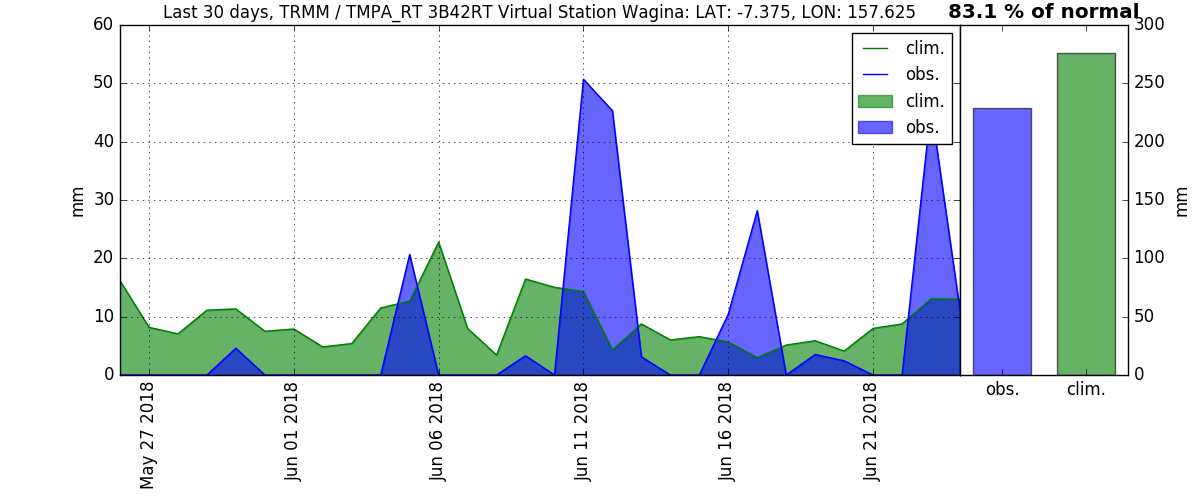 Last 30 days, TRMM / TMPA_RT 3B42RT Virtual Station Wagina: LAT: -7.375, LON: 157.625
83.1 % of normal
60
50
40
30
20
10
0
mm
clim.
obs.
clim.
obs.
300
250
200
150
100
50
0
mm
May 27 2018
Jun 01 2018
Jun 06 2018
Jun 11 2018
Jun 16 2018
Jun 21 2018
obs.
clim.